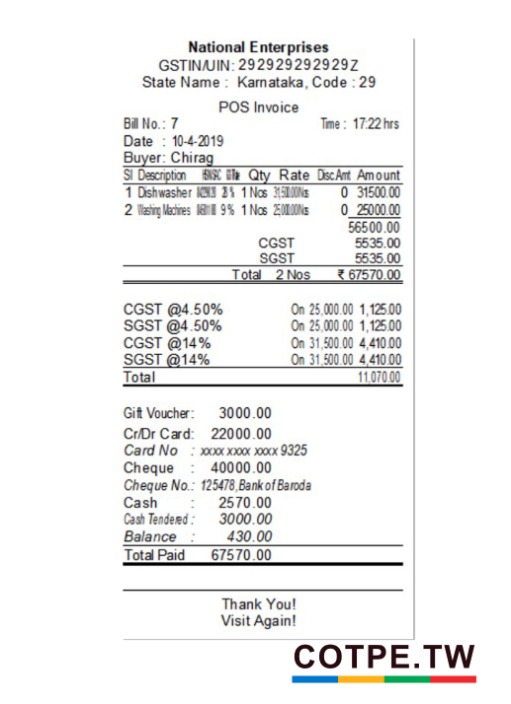 National Enterprises
GSTIN/UIN: 292929292929Z
State Name : Karnataka, Code : 29
POS Invoice
Bill No.: 7 Time : 17:22 hrs
Date : 10-4-2019
Buyer: Chirag
Sl Description Qty Rate Disc Amt Amount
1 Dishwasher 28 % 1 Nos 31,500.00/Nos 0 31500.00
2 Washing Machines 9 % 1 Nos 25,000.00/Nos 0 25000.00
56500.00
CGST 5535.00
SGST 5535.00
Total 2 Nos ₹ 67570.00
CGST @4.50% On 25,000.00 1,125.00
SGST @4.50% On 25,000.00 1,125.00
CGST @14% On 31,500.00 4,410.00
SGST @14% On 31,500.00 4,410.00
Total 11,070.00
Gift Voucher: 3000.00
Cr/Dr Card: 22000.00
Card No : xxxx xxxx xxxx 9325
Cheque : 40000.00
Cheque No.: 125478, Bank of Baroda
Cash : 2570.00
Cash Tendered : 3000.00
Balance : 430.00
Total Paid 67570.00
Thank You!
Visit Again!
COTPE.TW